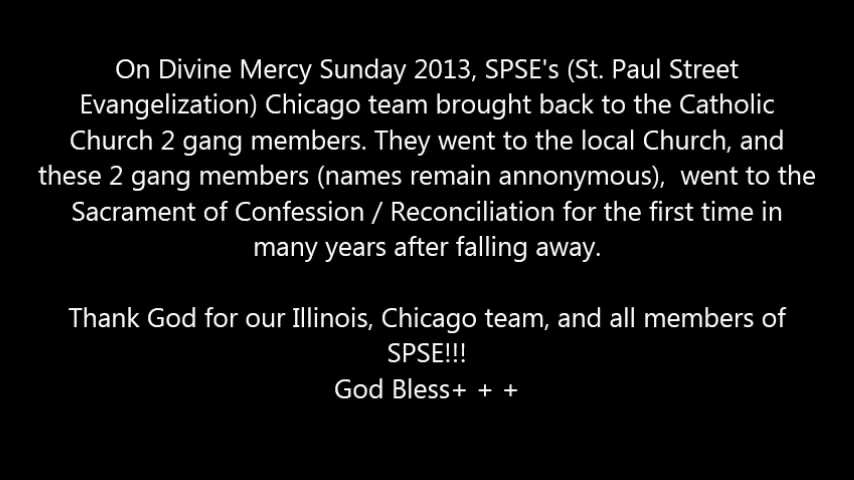 On Divine Mercy Sunday 2013, SPSE's (St. Paul Street
Evangelization) Chicago team brought back to the Catholic
Church 2 gang members. They went to the local Church, and
these 2 gang members (names remain annonymous),  went to the
Sacrament of Confession / Reconciliation for the first time in
many years after falling away.
Thank God for our Illinois, Chicago team, and all members of
SPSE!!!
God Bless+ + +